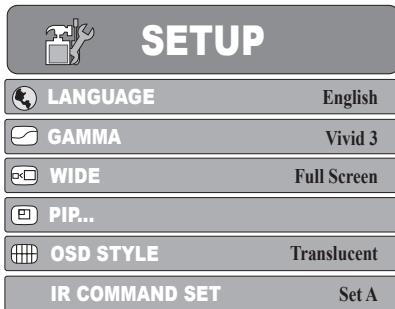 SETUP
LANGUAGE English
GAMMA Vivid 3
WIDE Full Screen
PIP...
OSD STYLE Translucent
IR COMMAND SET Set A